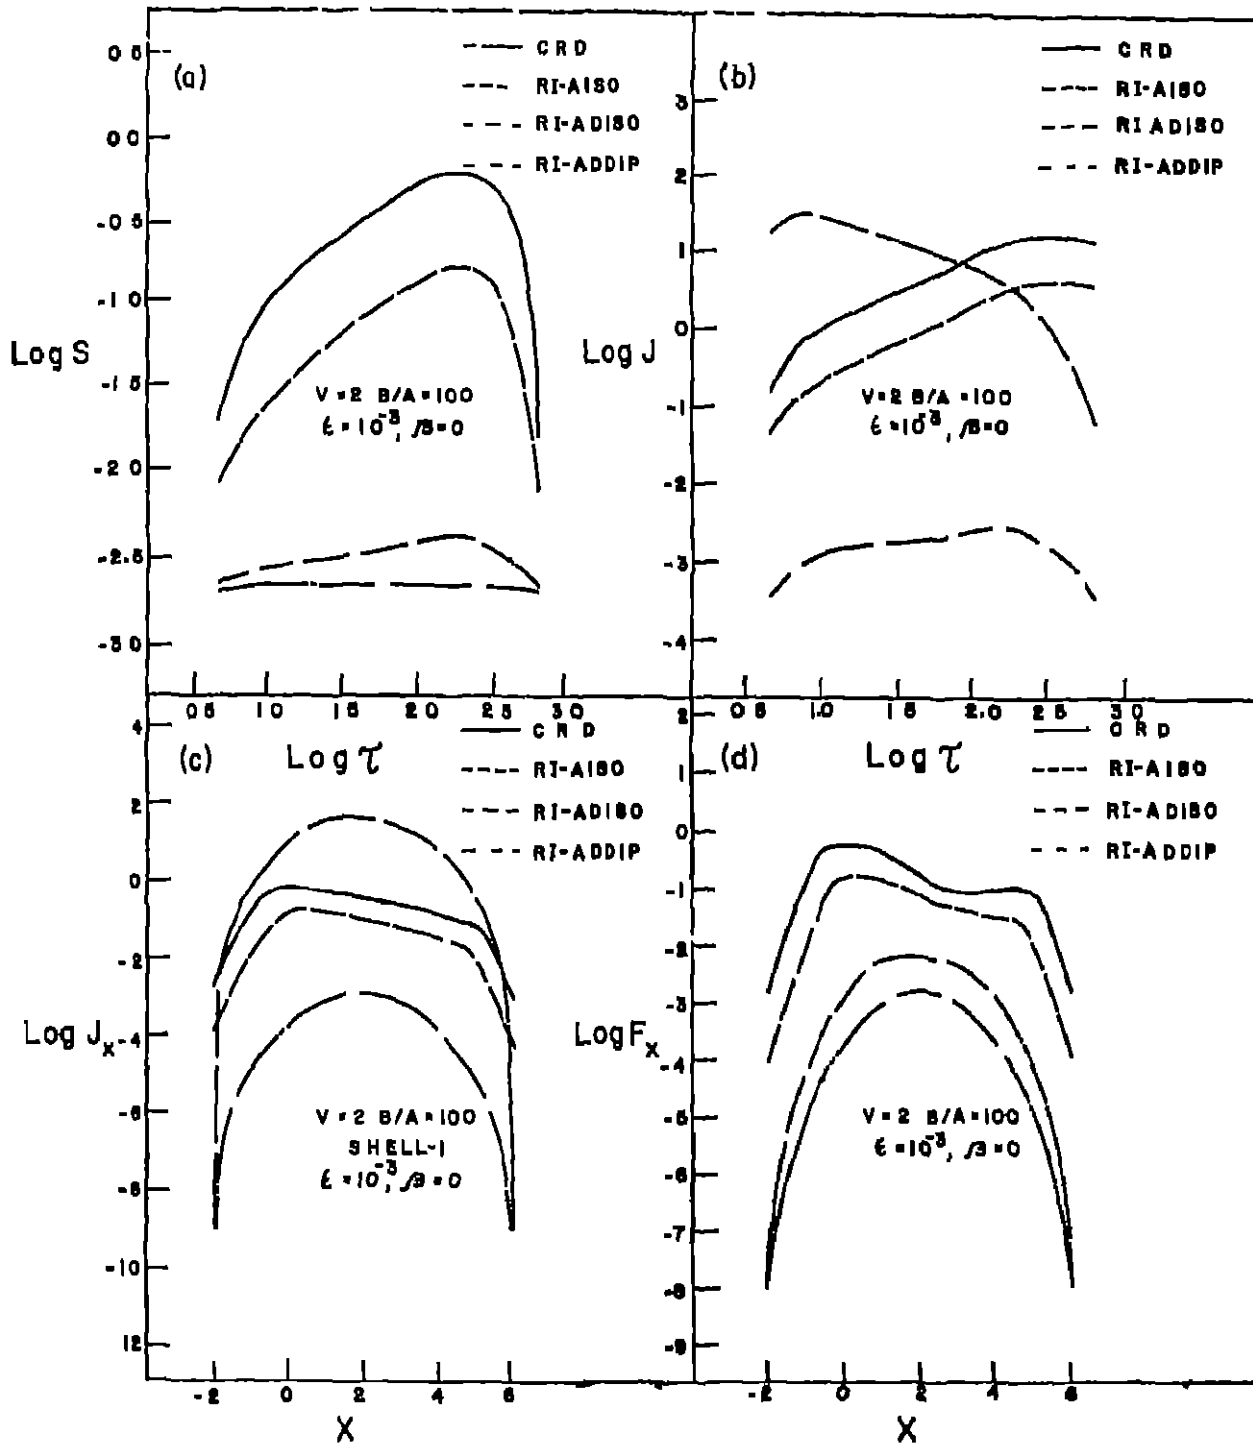 (a)
CRD
RI-AISO
RI-ADISO
RI-ADDIP
0 5
0 0
-0 5
-1 0
-1 5
-2 0
-2.5
-3 0
Log S
V = 2 B/A = 100
ϵ = 10^-3, β = 0
0 5 1 0 1 5 2 0 2 5 3 0
Log τ
(b)
CRD
RI-AISO
RI ADISO
RI-ADDIP
3
2
1
0
-1
-2
-3
-4
Log J
V = 2 B/A = 100
ϵ = 10^-3, β = 0
0 5 1.0 1 5 2.0 2 5 3 0
Log τ
(c)
CRD
RI-AISO
RI-ADISO
RI-ADDIP
4
2
0
-2
-4
-6
-8
-10
12
Log Jx
V = 2 B/A = 100
SHELL-1
ϵ = 10^-3, β = 0
-2 0 2 4 6
X
(d)
CRD
RI-AISO
RI-ADISO
RI-ADDIP
2
1
0
-1
-2
-3
-4
-5
-6
-7
-8
-9
Log Fx
V = 2 B/A = 100
ϵ = 10^-3, β = 0
-2 0 2 4 6
X